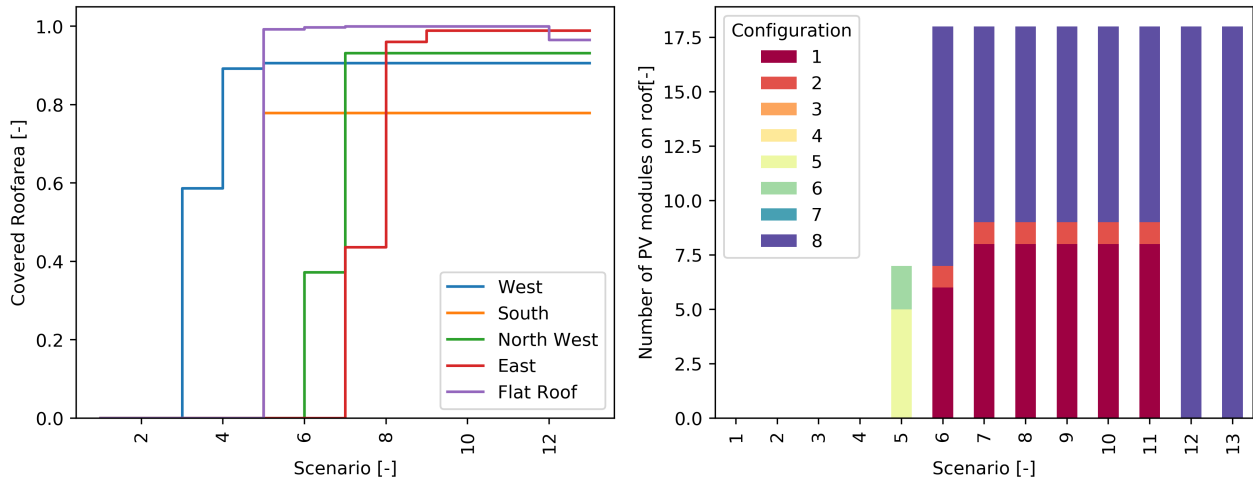 1.0
0.8
0.6
0.4
0.2
0.0
Covered Roofarea [-]
West
South
North West
East
Flat Roof
2 4 6 8 10 12
Scenario [-]
17.5
15.0
12.5
10.0
7.5
5.0
2.5
0.0
Number of PV modules on roof[-]
Configuration
1
2
3
4
5
6
7
8
1 2 3 4 5 6 7 8 9 10 11 12 13
Scenario [-]